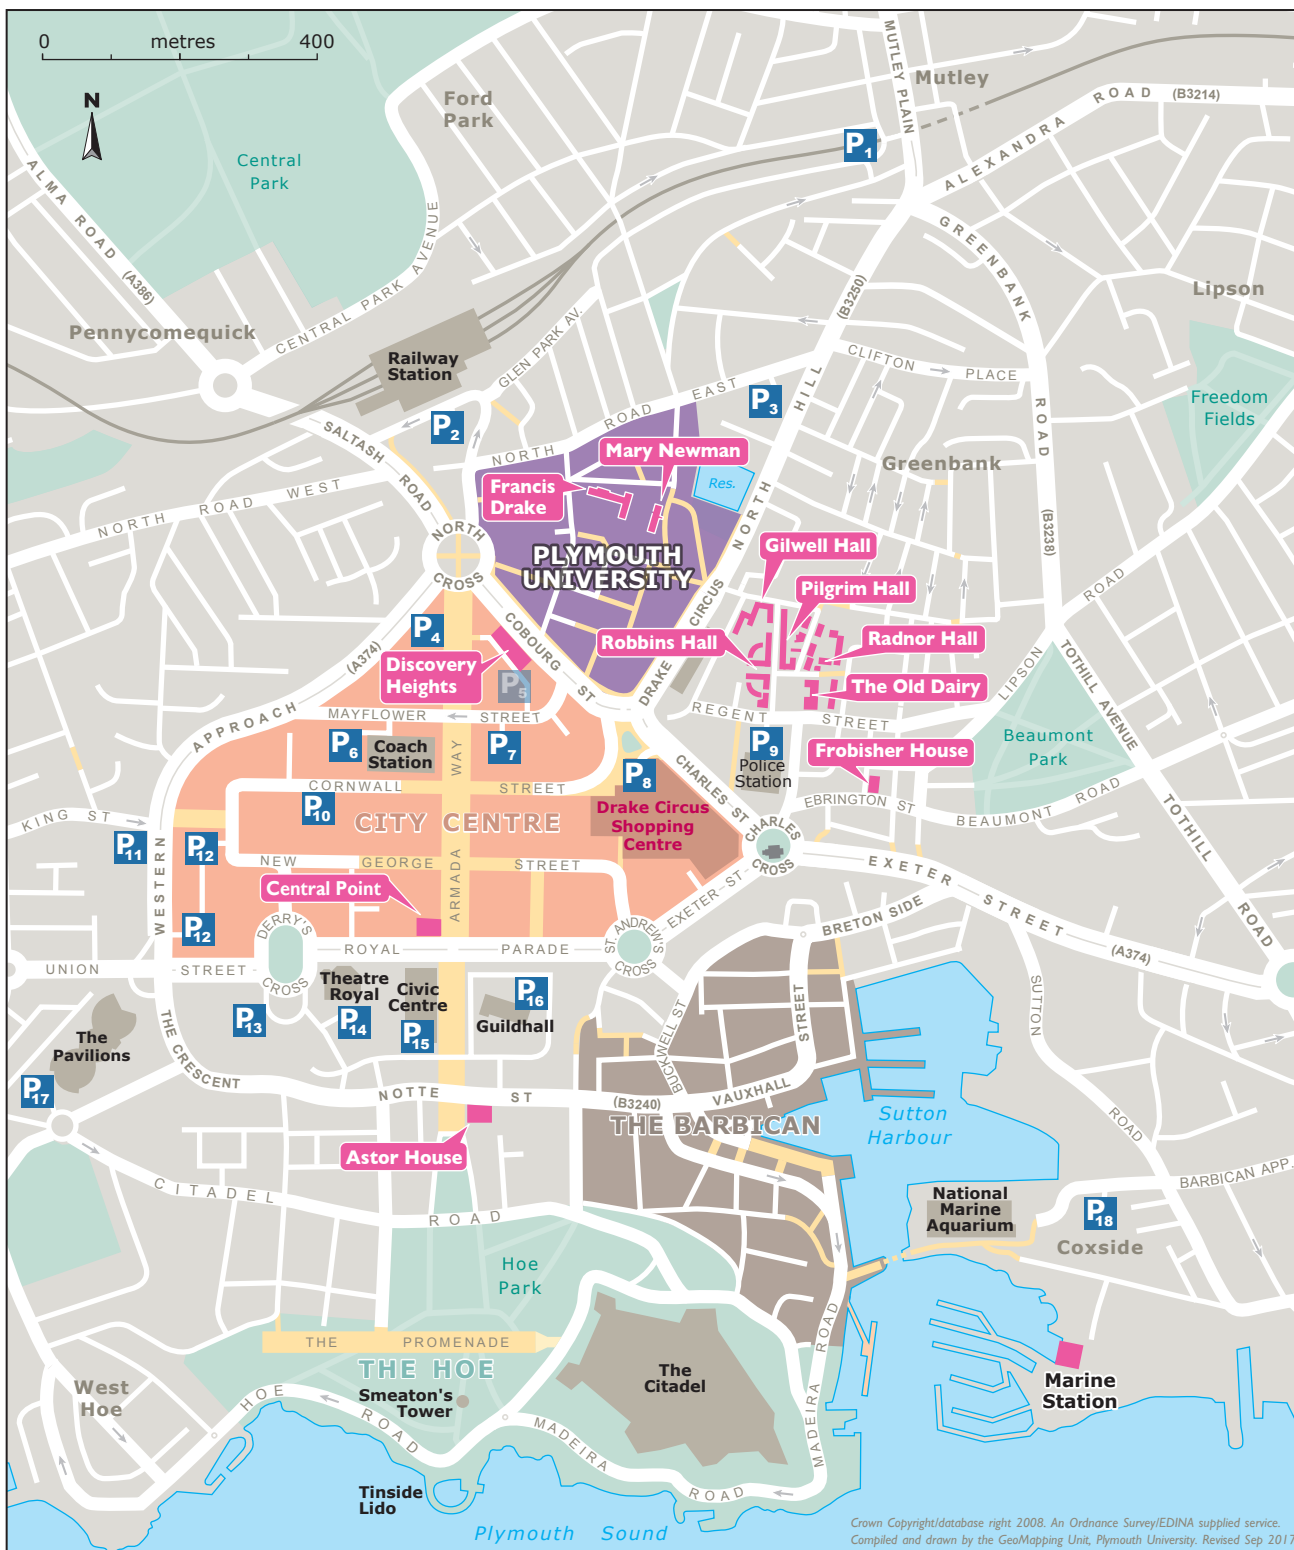 0 metres 400
N
MUTLEY PLAIN
Mutley
ROAD (B3214)
ALEXANDRA
Ford
Park
P1
Central
Park
ALMA ROAD (A386)
CENTRAL PARK AVENUE
GREENBANK
ROAD
(B3238)
Lipson
Pennycomequick
Railway
Station
GLEN PARK AV.
(B3250)
CLIFTON PLACE
Freedom
Fields
P2
P3
SALTASH ROAD
NORTH ROAD EAST
NORTH HILL
Mary Newman
Greenbank
Res.
Francis
Drake
NORTH ROAD WEST
NORTH
CROSS
PLYMOUTH
UNIVERSITY
Gilwell Hall
Pilgrim Hall
ROAD
LIPSON
DRAKE CIRCUS
Robbins Hall
Radnor Hall
P4
COBOURG ST
(A374)
Discovery
Heights
P5
The Old Dairy
TOTHILL AVENUE
APPROACH
MAYFLOWER STREET
REGENT STREET
Beaumont
Park
P6
Coach
Station
P7
P9
Police
Station
Frobisher House
WAY
P8
CHARLES ST
CORNWALL STREET
P10
EBRINGTON ST
BEAUMONT ROAD
KING ST
CITY CENTRE
Drake Circus
Shopping
Centre
CHARLES
CROSS
TOTHILL
ROAD
P11
P12
WESTERN
NEW GEORGE STREET
ARMADA
EXETER STREET
(A374)
Central Point
EXETER ST
BRETON SIDE
P12
DERRY'S
CROSS
ST. ANDREW'S
CROSS
ROYAL PARADE
UNION STREET
Theatre
Royal
Civic
Centre
P16
Guildhall
STREET
SUTTON
ROAD
P13
P14
P15
The
Pavilions
THE CRESCENT
BUCKWELL ST
P17
NOTTE ST
(B3240)
VAUXHALL
THE BARBICAN
Sutton
Harbour
Astor House
CITADEL ROAD
BARBICAN APP.
National
Marine
Aquarium
P18
Coxside
Hoe
Park
THE PROMENADE
THE HOE
The
Citadel
MADEIRA ROAD
Marine
Station
West
Hoe
HOE ROAD
Smeaton's
Tower
MADEIRA ROAD
Tinside
Lido
Plymouth Sound
Crown Copyright/database right 2008. An Ordnance Survey/EDINA supplied service.
Compiled and drawn by the GeoMapping Unit, Plymouth University. Revised Sep 2017